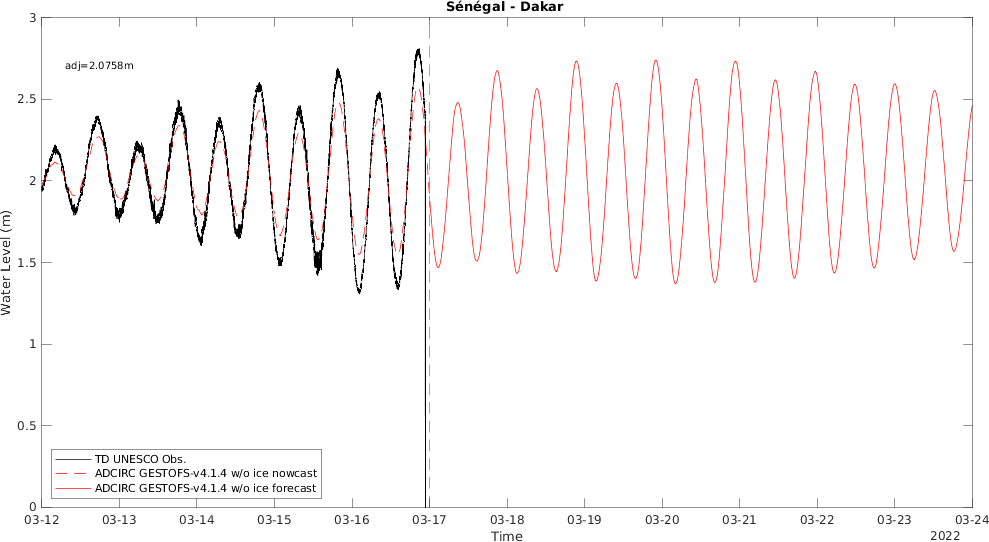 Sénégal - Dakar
adj=2.0758m
3
2.5
2
1.5
1
0.5
0
Water Level (m)
TD UNESCO Obs.
ADCIRC GESTOFS-v4.1.4 w/o ice nowcast
ADCIRC GESTOFS-v4.1.4 w/o ice forecast
03-12 03-13 03-14 03-15 03-16 03-17 03-18 03-19 03-20 03-21 03-22 03-23 03-24
Time
2022